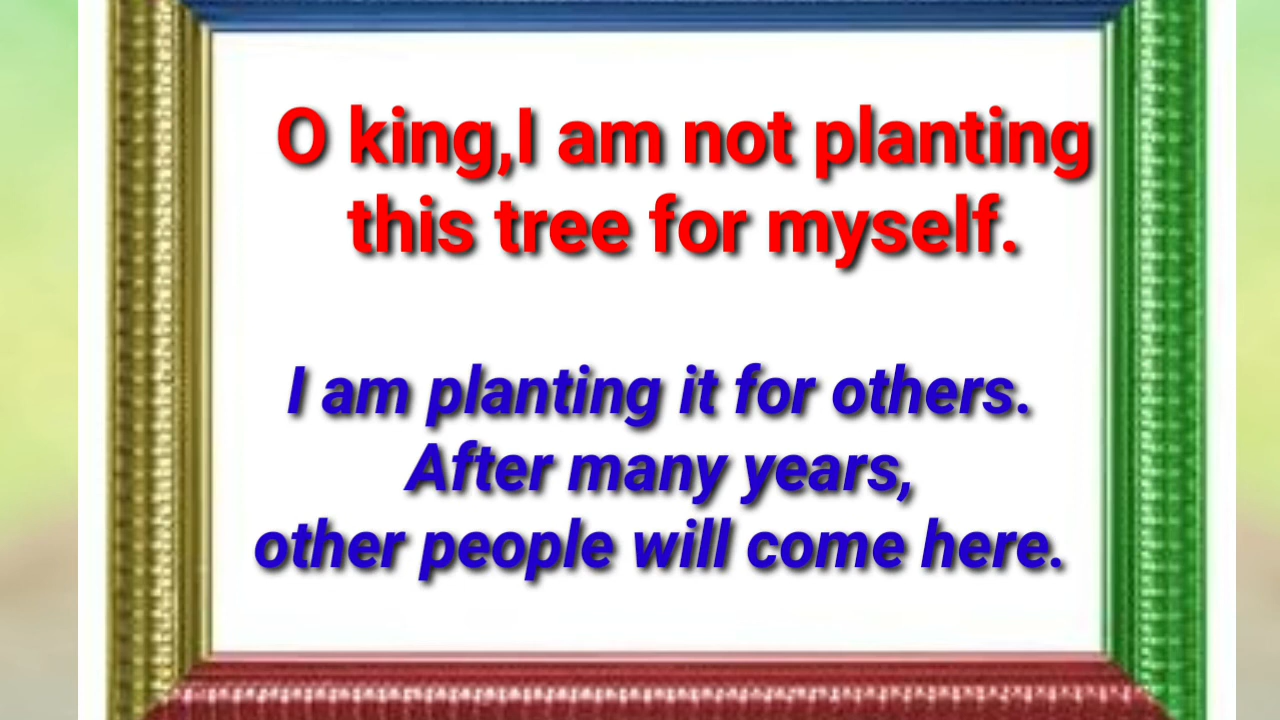 O king,I am not planting
this tree for myself.
I am planting it for others.
After many years,
other people will come here.